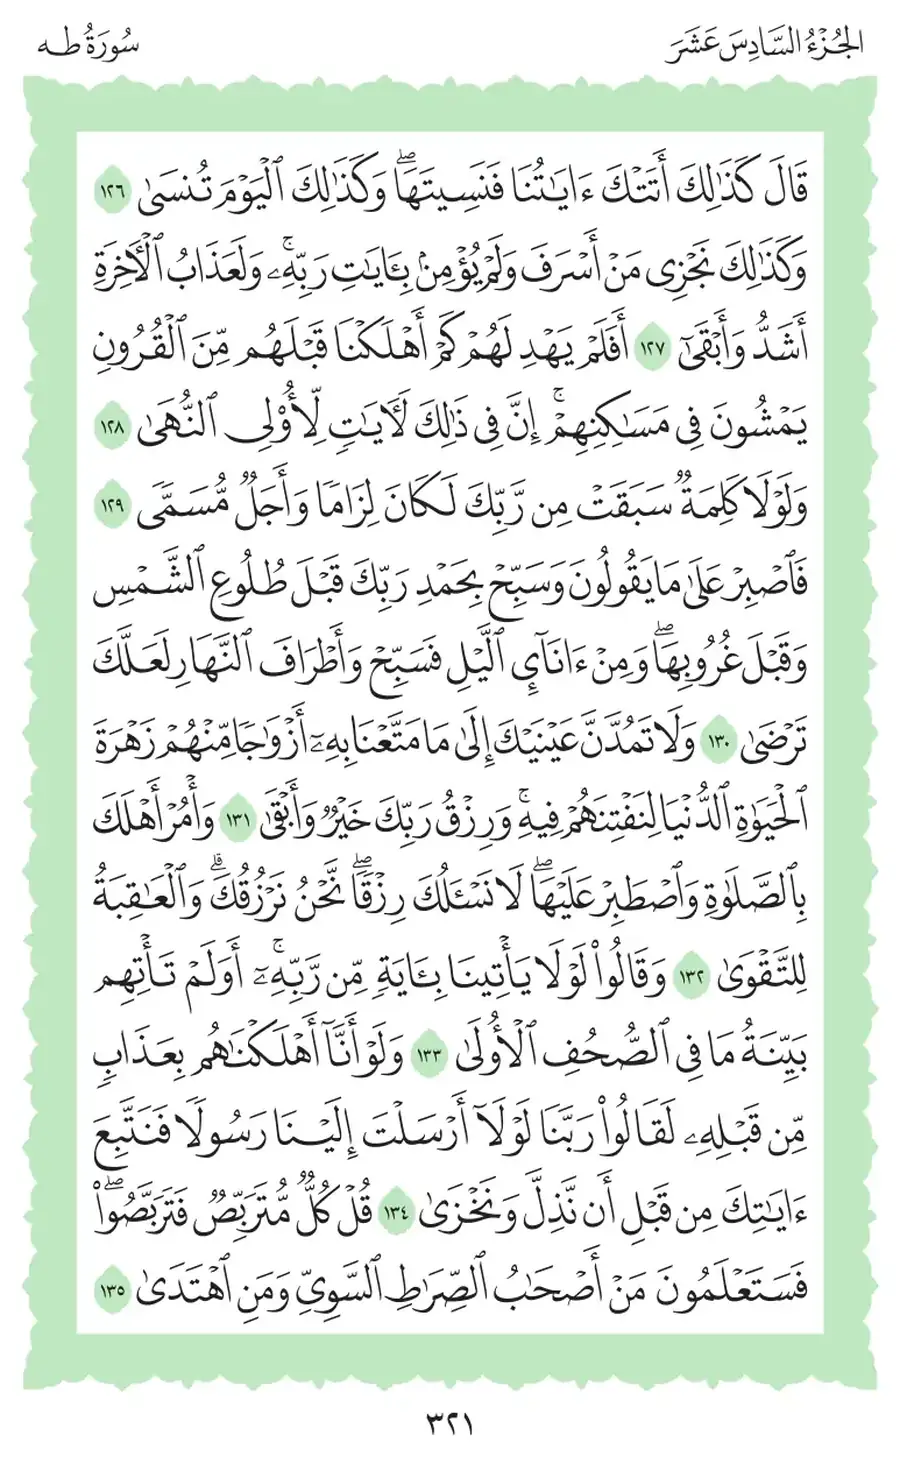 الجُزْءُ السَّادِسَ عَشَرَ
سُورَةُ طه
قَالَ كَذَٰلِكَ أَتَتْكَ ءَايَٰتُنَا فَنَسِيتَهَاۖ وَكَذَٰلِكَ ٱلْيَوْمَ تُنسَىٰ ١٢٦
وَكَذَٰلِكَ نَجْزِى مَنْ أَسْرَفَ وَلَمْ يُؤْمِنۢ بِـَٔايَٰتِ رَبِّهِۦۚ وَلَعَذَابُ ٱلْأَخِرَةِ
أَشَدُّ وَأَبْقَىٰٓ ١٢٧ أَفَلَمْ يَهْدِ لَهُمْ كَمْ أَهْلَكْنَا قَبْلَهُم مِّنَ ٱلْقُرُونِ
يَمْشُونَ فِى مَسَٰكِنِهِمْۚ إِنَّ فِى ذَٰلِكَ لَـَٔايَٰتٍ لِّأُو۟لِى ٱلنُّهَىٰ ١٢٨
وَلَوْلَا كَلِمَةٌ سَبَقَتْ مِن رَّبِّكَ لَكَانَ لِزَامًا وَأَجَلٌ مُّسَمًّى ١٢٩
فَٱصْبِرْ عَلَىٰ مَا يَقُولُونَ وَسَبِّحْ بِحَمْدِ رَبِّكَ قَبْلَ طُلُوعِ ٱلشَّمْسِ
وَقَبْلَ غُرُوبِهَاۖ وَمِنْ ءَانَآئِ ٱلَّيْلِ فَسَبِّحْ وَأَطْرَافَ ٱلنَّهَارِ لَعَلَّكَ
تَرْضَىٰ ١٣٠ وَلَا تَمُدَّنَّ عَيْنَيْكَ إِلَىٰ مَا مَتَّعْنَا بِهِۦٓ أَزْوَٰجًا مِّنْهُمْ زَهْرَةَ
ٱلْحَيَوٰةِ ٱلدُّنْيَا لِنَفْتِنَهُمْ فِيهِۚ وَرِزْقُ رَبِّكَ خَيْرٌ وَأَبْقَىٰ ١٣١ وَأْمُرْ أَهْلَكَ
بِٱلصَّلَوٰةِ وَٱصْطَبِرْ عَلَيْهَاۖ لَا نَسْـَٔلُكَ رِزْقًاۖ نَّحْنُ نَرْزُقُكَۗ وَٱلْعَٰقِبَةُ
لِلتَّقْوَىٰ ١٣٢ وَقَالُوا۟ لَوْلَا يَأْتِينَا بِـَٔايَةٍ مِّن رَّبِّهِۦٓۚ أَوَلَمْ تَأْتِهِم
بَيِّنَةُ مَا فِى ٱلصُّحُفِ ٱلْأُولَىٰ ١٣٣ وَلَوْ أَنَّآ أَهْلَكْنَٰهُم بِعَذَابٍ
مِّن قَبْلِهِۦ لَقَالُوا۟ رَبَّنَا لَوْلَآ أَرْسَلْتَ إِلَيْنَا رَسُولًا فَنَتَّبِعَ
ءَايَٰتِكَ مِن قَبْلِ أَن نَّذِلَّ وَنَخْزَىٰ ١٣٤ قُلْ كُلٌّ مُّتَرَبِّصٌ فَتَرَبَّصُوا۟ۖ
فَسَتَعْلَمُونَ مَنْ أَصْحَٰبُ ٱلصِّرَٰطِ ٱلسَّوِىِّ وَمَنِ ٱهْتَدَىٰ ١٣٥
٣٢١